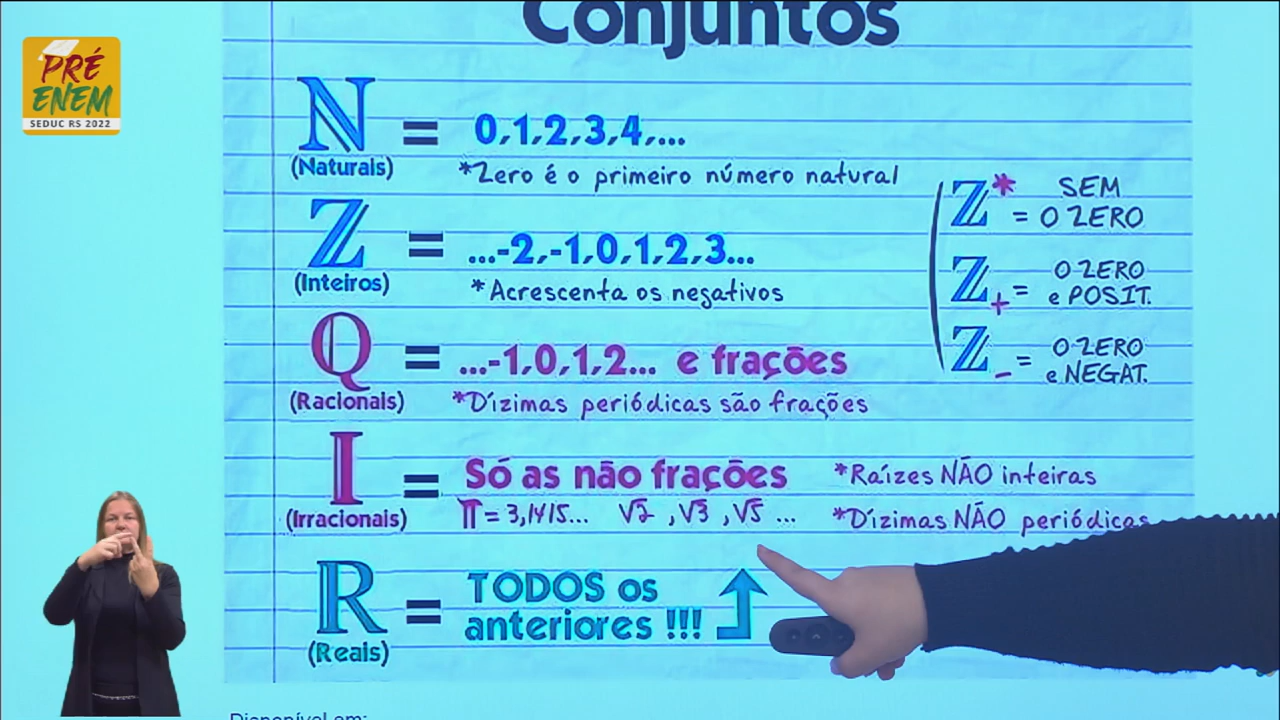 PRÉ
ENEM
SEDUC RS 2022
Conjuntos
N = 0,1,2,3,4,...
(Naturais)
*Zero é o primeiro número natural
Z = ...-2,-1,0,1,2,3...
(Inteiros)
*Acrescenta os negativos
Z* = SEM O ZERO
Z+ = O ZERO e POSIT.
Z- = O ZERO e NEGAT.
Q = ...-1,0,1,2... e frações
(Racionais)
*Dízimas periódicas são frações
I = Só as não frações
*Raízes NÃO inteiras
(Irracionais)
π = 3,1415... √2 , √3 , √5 ...
*Dízimas NÃO periódicas
R = TODOS os
anteriores !!!
(Reais)
Disponível em: